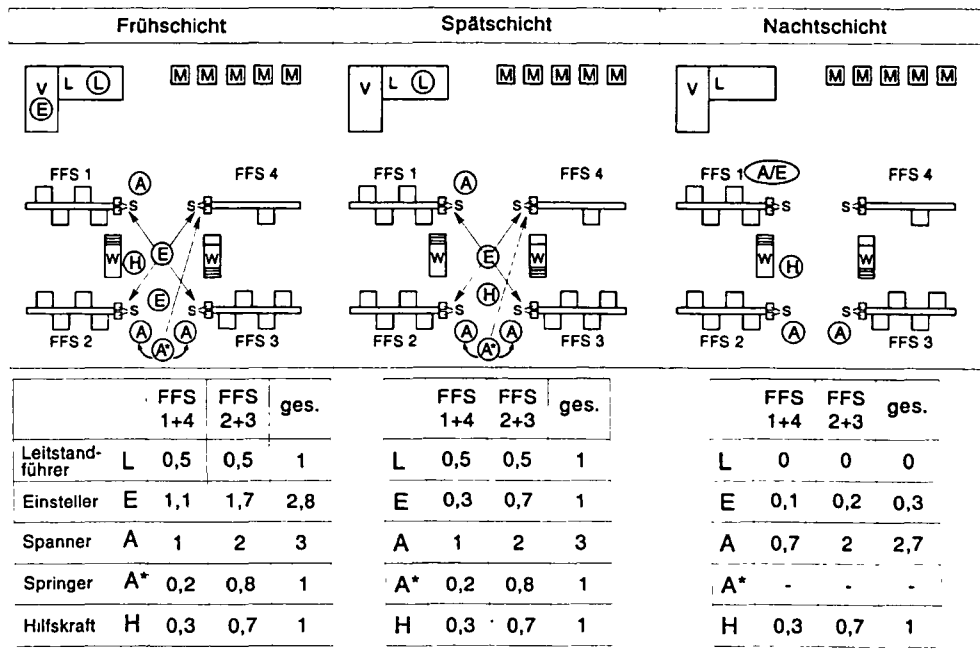 Frühschicht Spätschicht Nachtschicht
V L L M M M M M V L L M M M M M V L M M M M M
E
FFS 1 A FFS 4 FFS 1 A FFS 4 FFS 1 A/E FFS 4
S S S S S S
W H E W W E W W H W
E H
S S S S S S
FFS 2 A A FFS 3 FFS 2 A A FFS 3 FFS 2 A A FFS 3
A* A*
FFS 1+4 FFS 2+3 ges. FFS 1+4 FFS 2+3 ges. FFS 1+4 FFS 2+3 ges.
Leitstand-
führer L 0,5 0,5 1 L 0,5 0,5 1 L 0 0 0
Einsteller E 1,1 1,7 2,8 E 0,3 0,7 1 E 0,1 0,2 0,3
Spanner A 1 2 3 A 1 2 3 A 0,7 2 2,7
Springer A* 0,2 0,8 1 A* 0,2 0,8 1 A* - - -
Hilfskraft H 0,3 0,7 1 H 0,3 0,7 1 H 0,3 0,7 1